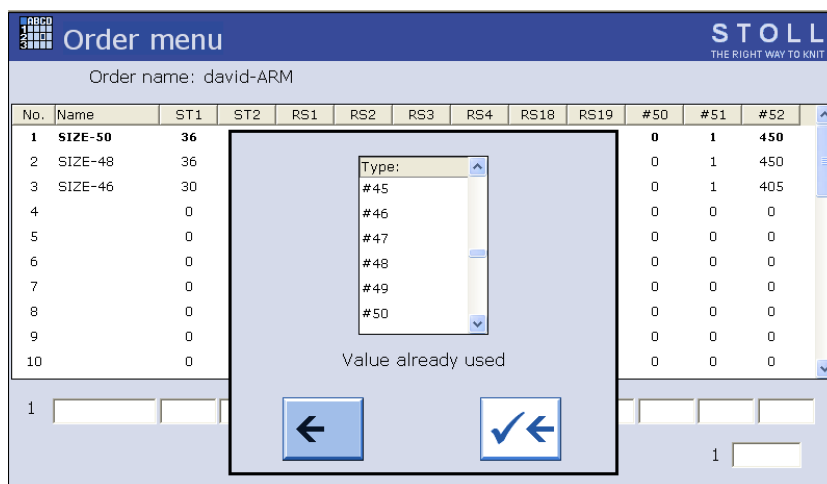 ABCD
1
2
3
Order menu
STOLL
THE RIGHT WAY TO KNIT
Order name: david-ARM
No. Name ST1 ST2 RS1 RS2 RS3 RS4 RS18 RS19 #50 #51 #52
1 SIZE-50 36 0 1 450
2 SIZE-48 36 0 1 450
3 SIZE-46 30 0 1 405
4 0 0 0 0
5 0 0 0 0
6 0 0 0 0
7 0 0 0 0
8 0 0 0 0
9 0 0 0 0
10 0 0 0 0
Type:
#45
#46
#47
#48
#49
#50
Value already used
1
1